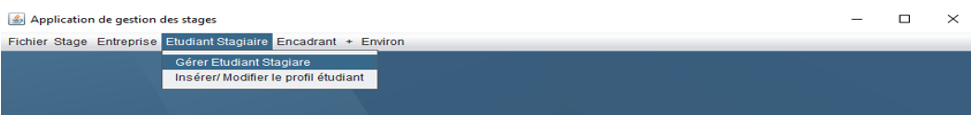 Application de gestion des stages
Fichier Stage Entreprise Etudiant Stagiaire Encadrant + Environ
Gérer Etudiant Stagiare
Insérer/ Modifier le profil étudiant